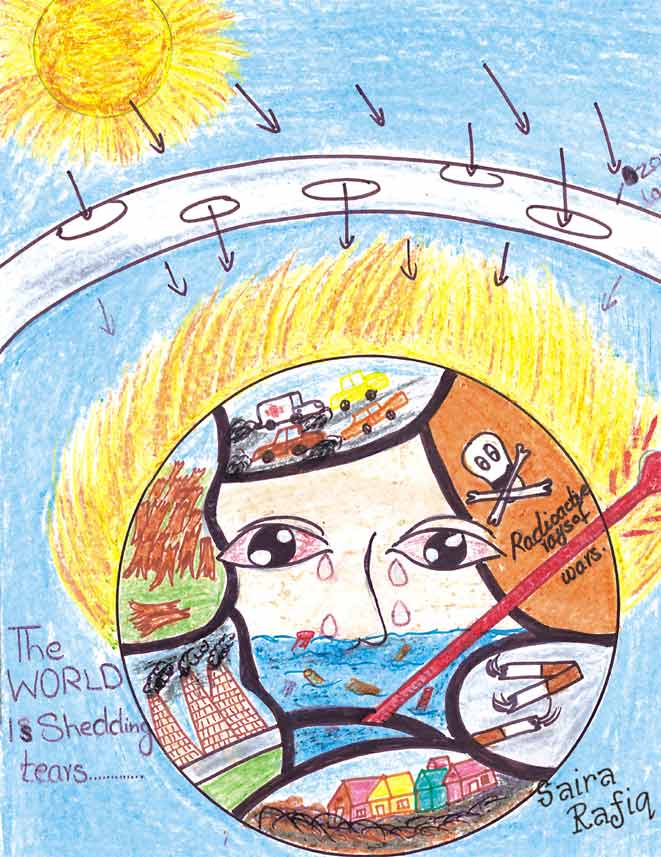 Radioactive
rays of
wars.
The
WORLD
Is Shedding
tears.............
Saira
Rafiq